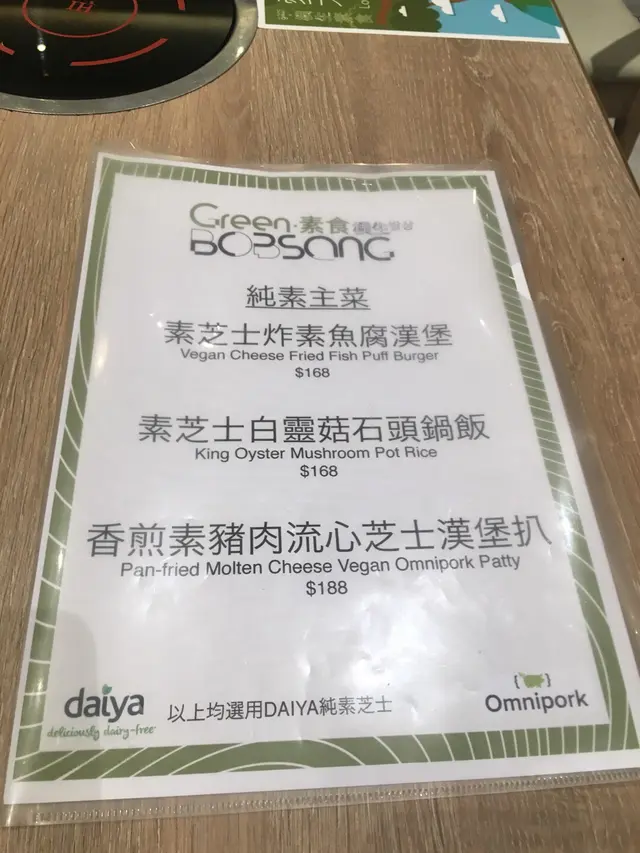 Green·素食
BOBSANG
純素主菜
素芝士炸素魚腐漢堡
Vegan Cheese Fried Fish Puff Burger
$168
素芝士白靈菇石頭鍋飯
King Oyster Mushroom Pot Rice
$168
香煎素豬肉流心芝士漢堡扒
Pan-fried Molten Cheese Vegan Omnipork Patty
$188
daiya
deliciously dairy-free
以上均選用DAIYA純素芝士
Omnipork